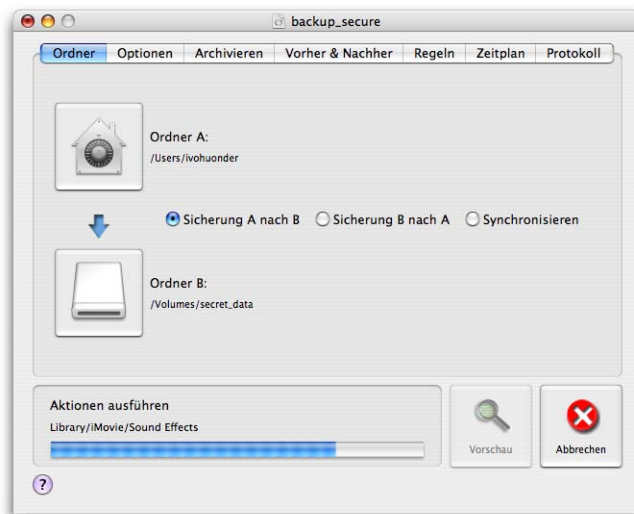 backup_secure
Ordner Optionen Archivieren Vorher & Nachher Regeln Zeitplan Protokoll
Ordner A:
/Users/ivohuonder
Sicherung A nach B Sicherung B nach A Synchronisieren
Ordner B:
/Volumes/secret_data
Aktionen ausführen
Library/iMovie/Sound Effects
Vorschau Abbrechen
?